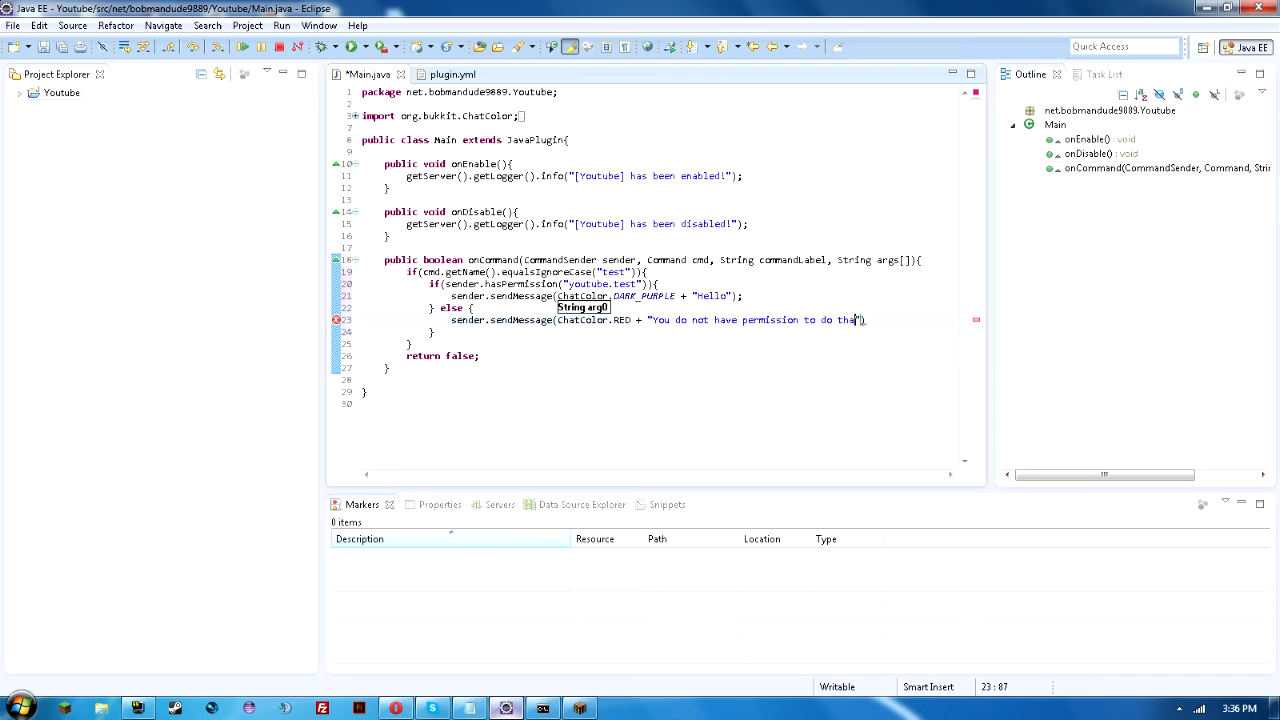 Java EE - Youtube/src/net/bobmandude9889/Youtube/Main.java - Eclipse
File Edit Source Refactor Navigate Search Project Run Window Help
Quick Access
Java EE
Project Explorer
Youtube
*Main.java
plugin.yml
1 package net.bobmandude9889.Youtube;
2
3 import org.bukkit.ChatColor;
7
8 public class Main extends JavaPlugin{
9
10 public void onEnable(){
11 getServer().getLogger().info("[Youtube] has been enabled!");
12 }
13
14 public void onDisable(){
15 getServer().getLogger().info("[Youtube] has been disabled!");
16 }
17
18 public boolean onCommand(CommandSender sender, Command cmd, String commandLabel, String args[]){
19 if(cmd.getName().equalsIgnoreCase("test")){
20 if(sender.hasPermission("youtube.test")){
21 sender.sendMessage(ChatColor.DARK_PURPLE + "Hello");
22 } else {
String arg0
23 sender.sendMessage(ChatColor.RED + "You do not have permission to do tha")
24 }
25 }
26 return false;
27 }
28
29 }
30
Outline
Task List
net.bobmandude9889.Youtube
Main
onEnable() : void
onDisable() : void
onCommand(CommandSender, Command, Strin
Markers
Properties
Servers
Data Source Explorer
Snippets
0 items
Description Resource Path Location Type
Writable Smart Insert 23 : 87
3:36 PM